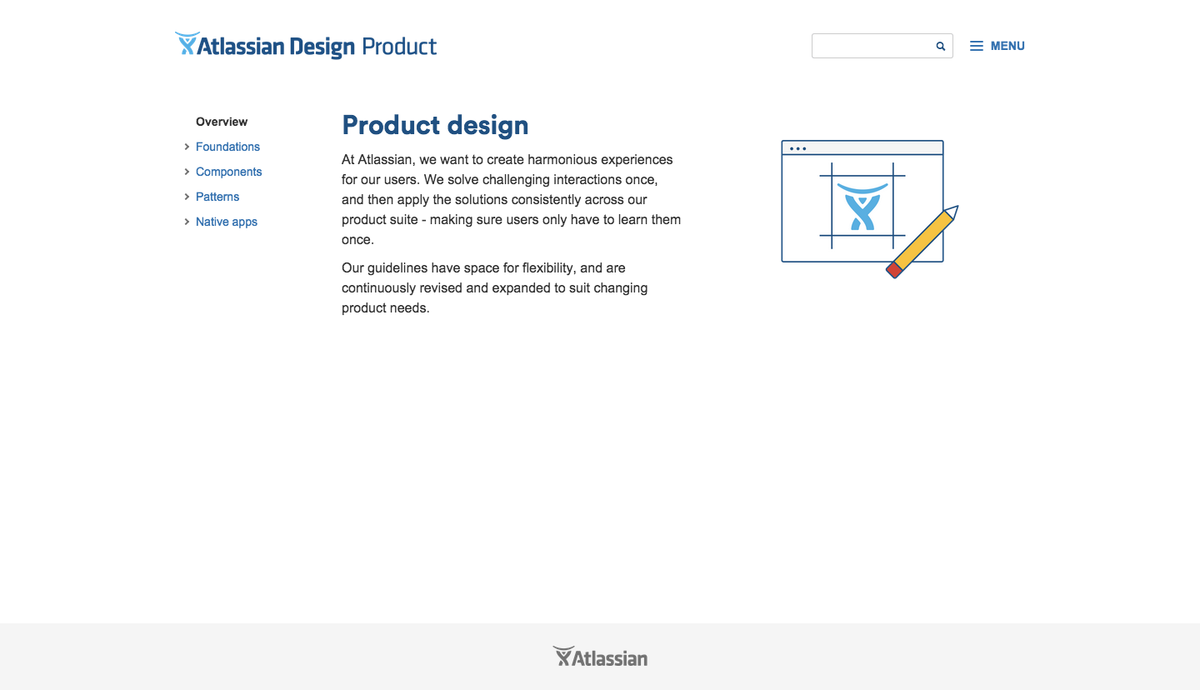 Atlassian Design Product
MENU
Overview
Foundations
Components
Patterns
Native apps
Product design
At Atlassian, we want to create harmonious experiences
for our users. We solve challenging interactions once,
and then apply the solutions consistently across our
product suite - making sure users only have to learn them
once.
Our guidelines have space for flexibility, and are
continuously revised and expanded to suit changing
product needs.
Atlassian